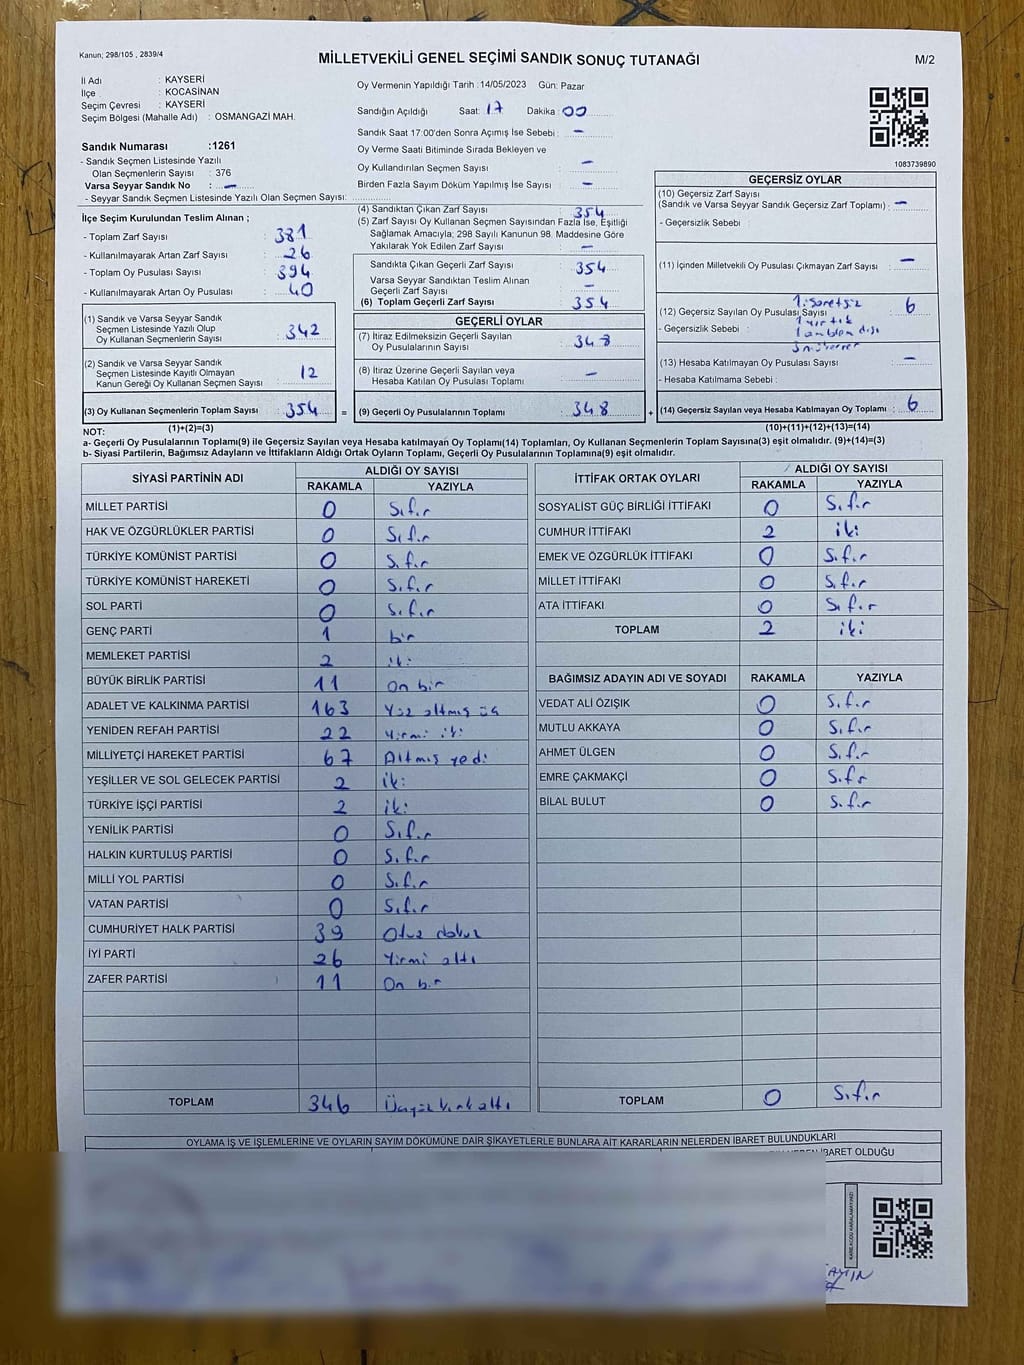 Kanun; 298/105 , 2839/4
MİLLETVEKİLİ GENEL SEÇİMİ SANDIK SONUÇ TUTANAĞI
M/2
İl Adı : KAYSERİ
İlçe : KOCASİNAN
Seçim Çevresi : KAYSERİ
Seçim Bölgesi (Mahalle Adı) : OSMANGAZİ MAH.
Sandık Numarası :1261
- Sandık Seçmen Listesinde Yazılı
Olan Seçmenlerin Sayısı : 376
Varsa Seyyar Sandık No : —
- Seyyar Seçmen Listesinde Yazılı Olan Seçmen Sayısı:
Oy Vermenin Yapıldığı Tarih :14/05/2023 Gün: Pazar
Sandığın Açıldığı Saat: 17 Dakika : 00
Sandık Saat 17:00'den Sonra Açımış İse Sebebi : —
Oy Verme Saati Bitiminde Sırada Bekleyen ve
Oy Kullandırılan Seçmen Sayısı : —
Birden Fazla Sayım Döküm Yapılmış İse Sayısı : —
1083739890
İlçe Seçim Kurulundan Teslim Alınan ;
- Toplam Zarf Sayısı : 381
- Kullanılmayarak Artan Zarf Sayısı : 26
- Toplam Oy Pusulası Sayısı : 394
- Kullanılmayarak Artan Oy Pusulası : 40
(4) Sandıktan Çıkan Zarf Sayısı : 354
(5) Zarf Sayısı Oy Kullanan Seçmen Sayısından Fazla İse, Eşitliği
Sağlamak Amacıyla; 298 Sayılı Kanunun 98. Maddesine Göre
Yakılarak Yok Edilen Zarf Sayısı : —
Sandıkta Çıkan Geçerli Zarf Sayısı : 354
Varsa Seyyar Sandıktan Teslim Alınan
Geçerli Zarf Sayısı : —
(6) Toplam Geçerli Zarf Sayısı : 354
GEÇERSİZ OYLAR
(10) Geçersiz Zarf Sayısı
(Sandık ve Varsa Seyyar Sandık Geçersiz Zarf Toplamı) : —
- Geçersizlik Sebebi :
(11) İçinden Milletvekili Oy Pusulası Çıkmayan Zarf Sayısı : —
(12) Geçersiz Sayılan Oy Pusulası Sayısı : 6
- Geçersizlik Sebebi : 1 işaretsiz
1 yırtık
1 amblem dışı
(13) Hesaba Katılmayan Oy Pusulası Sayısı : —
- Hesaba Katılmama Sebebi :
(14) Geçersiz Sayılan veya Hesaba Katılmayan Oy Toplamı : 6
(10)+(11)+(12)+(13)=(14)
(1) Sandık ve Varsa Seyyar Sandık
Seçmen Listesinde Yazılı Olup
Oy Kullanan Seçmenlerin Sayısı : 342
(2) Sandık ve Varsa Seyyar Sandık
Seçmen Listesinde Kayıtlı Olmayan
Kanun Gereği Oy Kullanan Seçmen Sayısı : 12
(3) Oy Kullanan Seçmenlerin Toplam Sayısı : 354 =
(1)+(2)=(3)
GEÇERLİ OYLAR
(7) İtiraz Edilmeksizin Geçerli Sayılan
Oy Pusulalarının Sayısı : 348
(8) İtiraz Üzerine Geçerli Sayılan veya
Hesaba Katılan Oy Pusulası Toplamı : —
(9) Geçerli Oy Pusulalarının Toplamı : 348 +
NOT:
a- Geçerli Oy Pusulalarının Toplamı(9) ile Geçersiz Sayılan veya Hesaba katılmayan Oy Toplamı(14) Toplamları, Oy Kullanan Seçmenlerin Toplam Sayısına(3) eşit olmalıdır. (9)+(14)=(3)
b- Siyasi Partilerin, Bağımsız Adayların ve İttifakların Aldığı Ortak Oyların Toplamı, Geçerli Oy Pusulalarının Toplamına(9) eşit olmalıdır.
SİYASİ PARTİNİN ADI ALDIĞI OY SAYISI
RAKAMLA YAZIYLA
MİLLET PARTİSİ 0 Sıfır
HAK VE ÖZGÜRLÜKLER PARTİSİ 0 Sıfır
TÜRKİYE KOMÜNİST PARTİSİ 0 Sıfır
TÜRKİYE KOMÜNİST HAREKETİ 0 Sıfır
SOL PARTİ 0 Sıfır
GENÇ PARTİ 1 bir
MEMLEKET PARTİSİ 2 iki
BÜYÜK BİRLİK PARTİSİ 11 On bir
ADALET VE KALKINMA PARTİSİ 163 Yüz altmış üç
YENİDEN REFAH PARTİSİ 22 Yirmi iki
MİLLİYETÇİ HAREKET PARTİSİ 67 Altmış yedi
YEŞİLLER VE SOL GELECEK PARTİSİ 2 iki
TÜRKİYE İŞÇİ PARTİSİ 2 iki
YENİLİK PARTİSİ 0 Sıfır
HALKIN KURTULUŞ PARTİSİ 0 Sıfır
MİLLİ YOL PARTİSİ 0 Sıfır
VATAN PARTİSİ 0 Sıfır
CUMHURİYET HALK PARTİSİ 39 Otuz dokuz
İYİ PARTİ 26 Yirmi altı
ZAFER PARTİSİ 11 On bir
TOPLAM 346 Üçyüz kırk altı
İTTİFAK ORTAK OYLARI ALDIĞI OY SAYISI
RAKAMLA YAZIYLA
SOSYALİST GÜÇ BİRLİĞİ İTTİFAKI 0 Sıfır
CUMHUR İTTİFAKI 2 iki
EMEK VE ÖZGÜRLÜK İTTİFAKI 0 Sıfır
MİLLET İTTİFAKI 0 Sıfır
ATA İTTİFAKI 0 Sıfır
TOPLAM 2 iki
BAĞIMSIZ ADAYIN ADI VE SOYADI RAKAMLA YAZIYLA
VEDAT ALİ ÖZIŞIK 0 Sıfır
MUTLU AKKAYA 0 Sıfır
AHMET ÜLGEN 0 Sıfır
EMRE ÇAKMAKÇİ 0 Sıfır
BİLAL BULUT 0 Sıfır
TOPLAM 0 Sıfır
OYLAMA İŞ VE İŞLEMLERİNE VE OYLARIN SAYIM DÖKÜMÜNE DAİR ŞİKAYETLERLE BUNLARA AİT KARARLARIN NELERDEN İBARET BULUNDUKLARI
İBARET OLDUĞU
KAREKODU KARALAMAYINIZ!